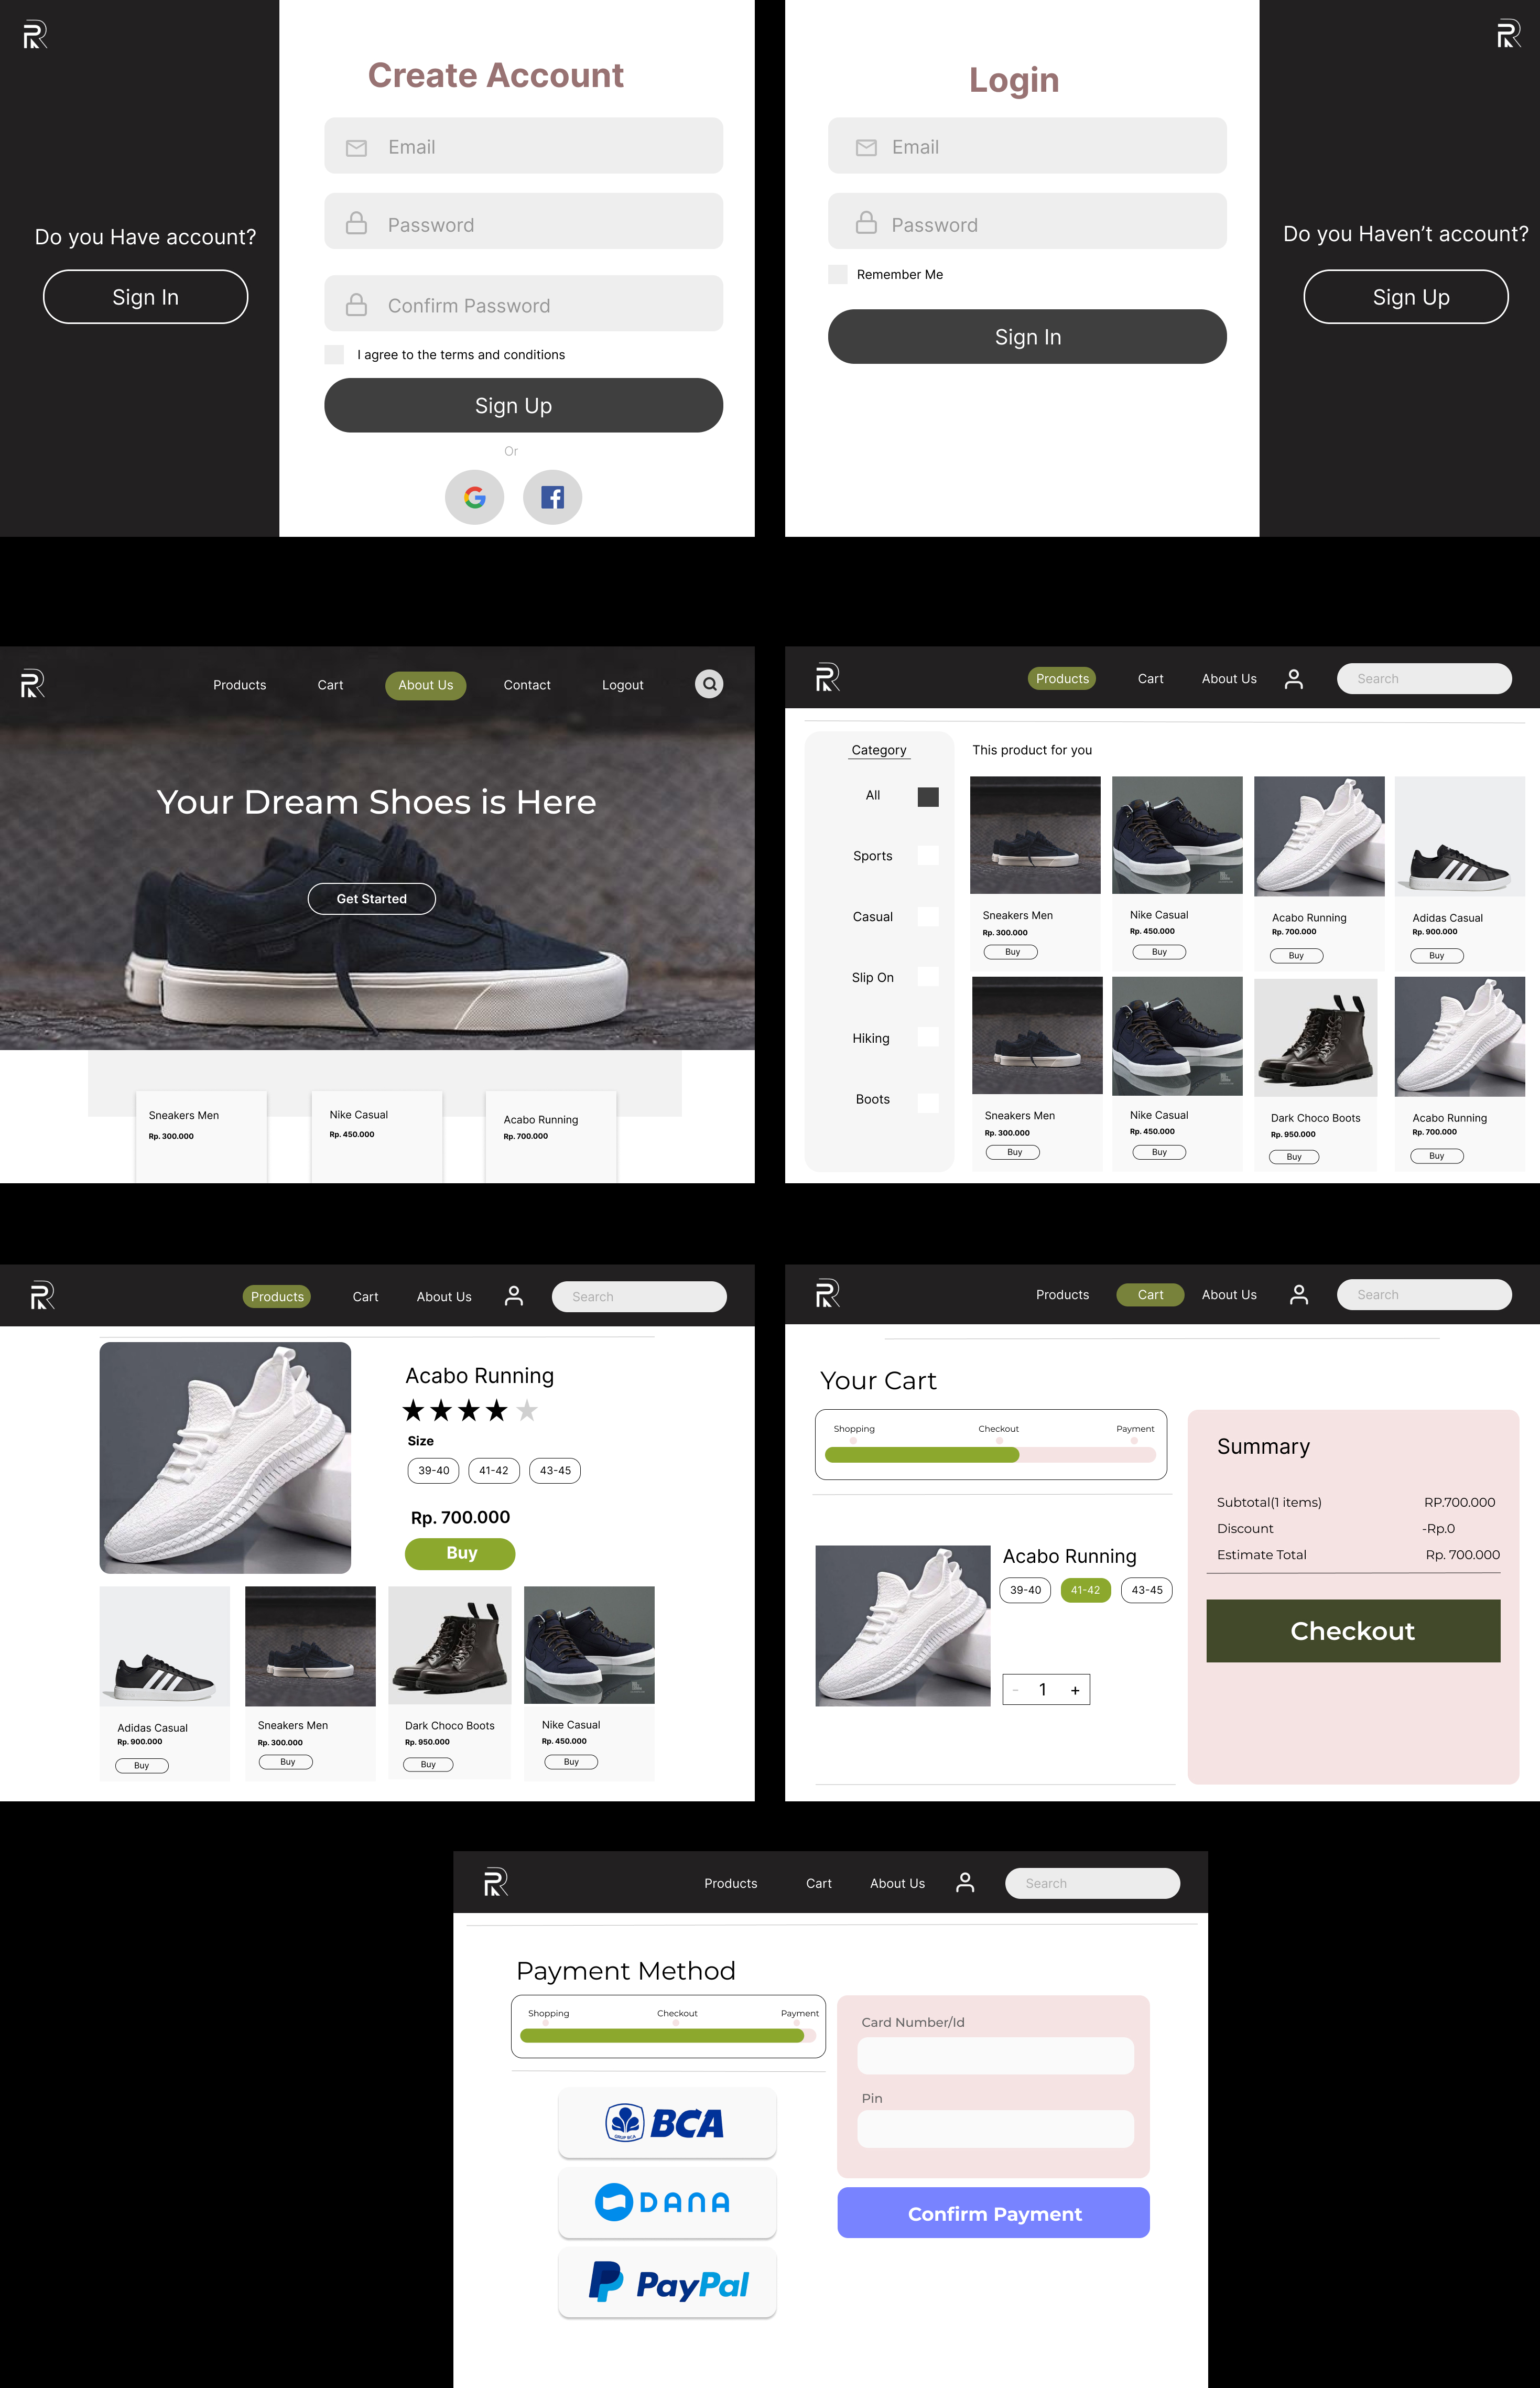 Create Account
Email
Password
Confirm Password
I agree to the terms and conditions
Sign Up
Or
Do you Have account?
Sign In
Login
Email
Password
Remember Me
Sign In
Do you Haven't account?
Sign Up
Products Cart About Us Contact Logout
Your Dream Shoes is Here
Get Started
Sneakers Men
Rp. 300.000
Nike Casual
Rp. 450.000
Acabo Running
Rp. 700.000
Products Cart About Us Search
Category
All
Sports
Casual
Slip On
Hiking
Boots
This product for you
Sneakers Men
Rp. 300.000
Buy
Nike Casual
Rp. 450.000
Buy
Acabo Running
Rp. 700.000
Buy
Adidas Casual
Rp. 900.000
Buy
Sneakers Men
Rp. 300.000
Buy
Nike Casual
Rp. 450.000
Buy
Dark Choco Boots
Rp. 950.000
Buy
Acabo Running
Rp. 700.000
Buy
Products Cart About Us Search
Acabo Running
Size
39-40 41-42 43-45
Rp. 700.000
Buy
Adidas Casual
Rp. 900.000
Buy
Sneakers Men
Rp. 300.000
Buy
Dark Choco Boots
Rp. 950.000
Buy
Nike Casual
Rp. 450.000
Buy
Products Cart About Us Search
Your Cart
Shopping Checkout Payment
Acabo Running
39-40 41-42 43-45
- 1 +
Summary
Subtotal(1 items) RP.700.000
Discount -Rp.0
Estimate Total Rp. 700.000
Checkout
Products Cart About Us Search
Payment Method
Shopping Checkout Payment
GRUP BCA
BCA
DANA
PayPal
Card Number/Id
Pin
Confirm Payment